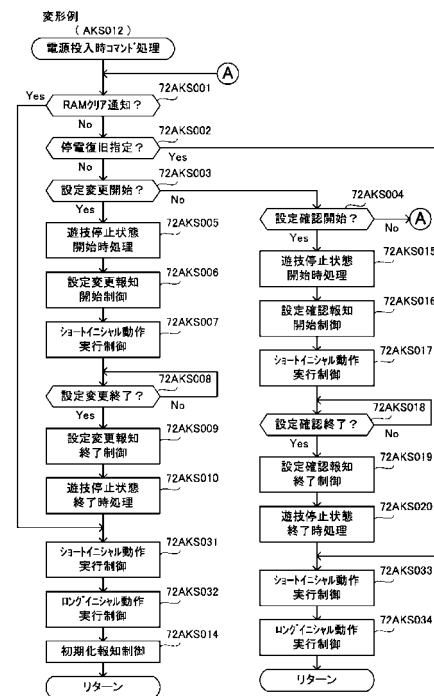 変形例
( AKS012 )
電源投入時コマンド処理
A
72AKS001
Yes
RAMクリア通知?
No
72AKS002
停電復旧指定?
Yes
No
72AKS003
設定変更開始?
No
Yes
72AKS005
遊技停止状態
開始時処理
72AKS006
設定変更報知
開始制御
72AKS007
ショートイニシャル動作
実行制御
72AKS008
設定変更終了?
Yes
No
72AKS009
設定変更報知
終了制御
72AKS010
遊技停止状態
終了時処理
72AKS031
ショートイニシャル動作
実行制御
72AKS032
ロングイニシャル動作
実行制御
72AKS014
初期化報知制御
リターン
72AKS004
設定確認開始?
No
A
Yes
72AKS015
遊技停止状態
開始時処理
72AKS016
設定確認報知
開始制御
72AKS017
ショートイニシャル動作
実行制御
72AKS018
設定確認終了?
Yes
No
72AKS019
設定確認報知
終了制御
72AKS020
遊技停止状態
終了時処理
72AKS033
ショートイニシャル動作
実行制御
72AKS034
ロングイニシャル動作
実行制御
リターン